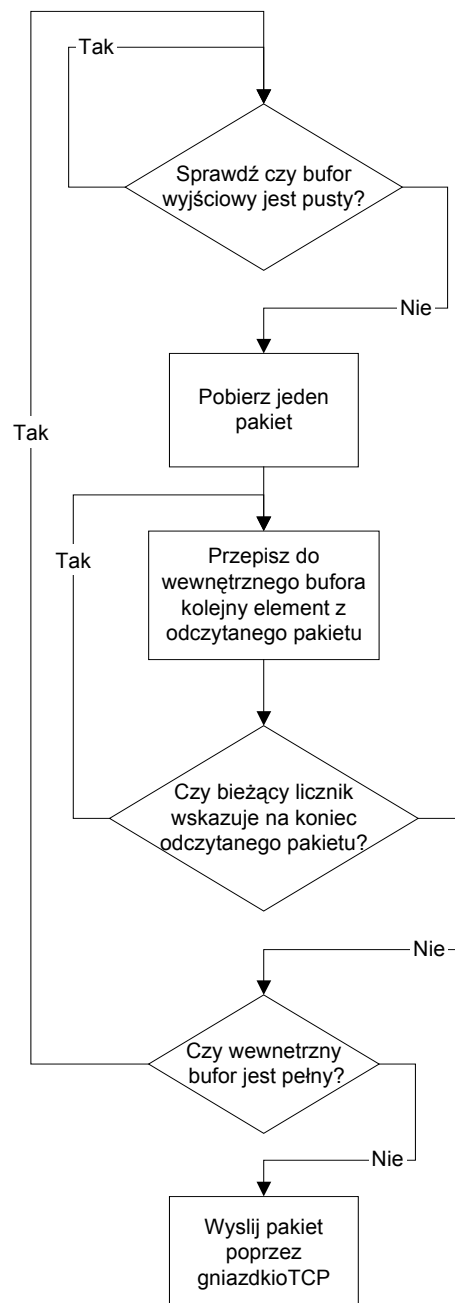 Tak
Sprawdź czy bufor
wyjściowy jest pusty?
Nie
Pobierz jeden
pakiet
Tak
Tak
Przepisz do
wewnętrznego bufora
kolejny element z
odczytanego pakietu
Czy bieżący licznik
wskazuje na koniec
odczytanego pakietu?
Nie
Czy wewnetrzny
bufor jest pełny?
Nie
Wyslij pakiet
poprzez
gniazdkioTCP